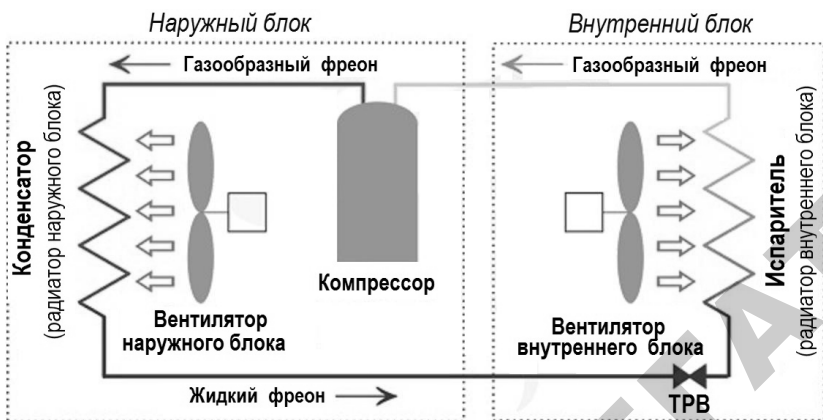 Наружный блок
Внутренний блок
Газообразный фреон
Газообразный фреон
Конденсатор
(радиатор наружного блока)
Компрессор
Вентилятор
наружного блока
Вентилятор
внутреннего блока
Испаритель
(радиатор внутреннего блока)
Жидкий фреон
ТРВ